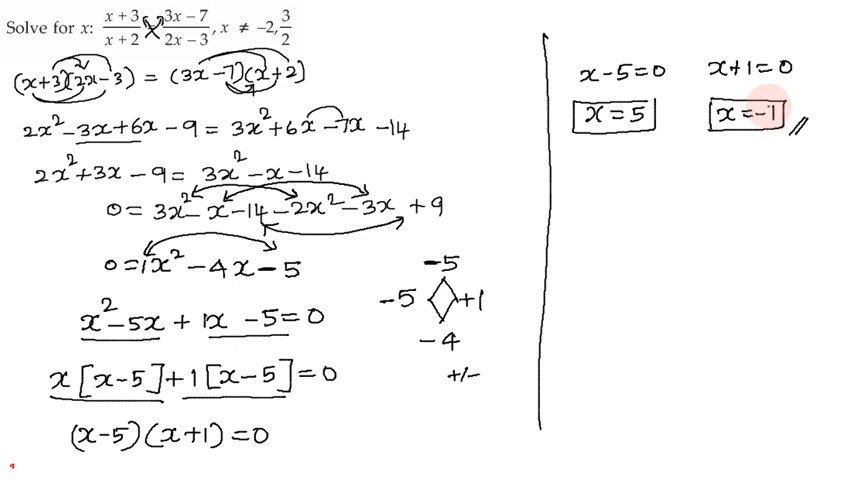 Solve for x: (x + 3)/(x + 2) = (3x – 7)/(2x – 3), x ≠ –2, 3/2
(x+3)(2x-3) = (3x-7)(x+2)
2x²-3x+6x-9 = 3x²+6x-7x-14
2x²+3x-9 = 3x²-x-14
0 = 3x²-x-14-2x²-3x+9
0 = 1x²-4x-5
x²-5x+1x-5=0
x[x-5]+1[x-5]=0
(x-5)(x+1)=0
-5
-5 +1
-4
+/-
x-5=0 x+1=0
x=5 x=-1